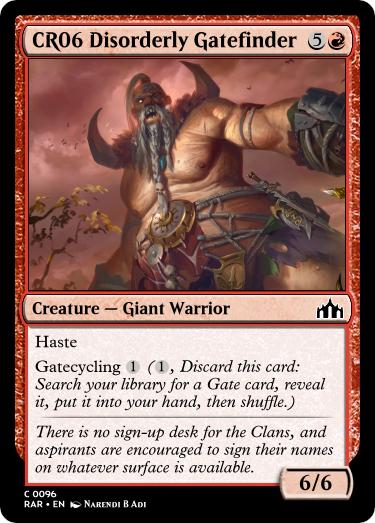 CR06 Disorderly Gatefinder 5
Creature — Giant Warrior
Haste
Gatecycling 1 (1, Discard this card:
Search your library for a Gate card, reveal
it, put it into your hand, then shuffle.)
There is no sign-up desk for the Clans, and
aspirants are encouraged to sign their names
on whatever surface is available.
6/6
C 0096
RAR • EN Narendi B Adi